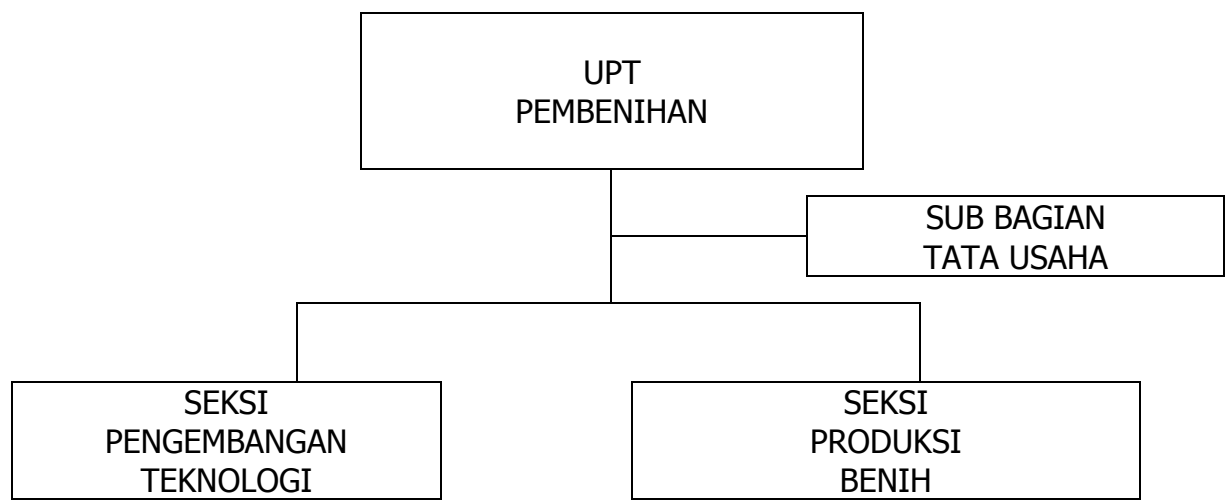 UPT
PEMBENIHAN
SUB BAGIAN
TATA USAHA
SEKSI
PENGEMBANGAN
TEKNOLOGI
SEKSI
PRODUKSI
BENIH